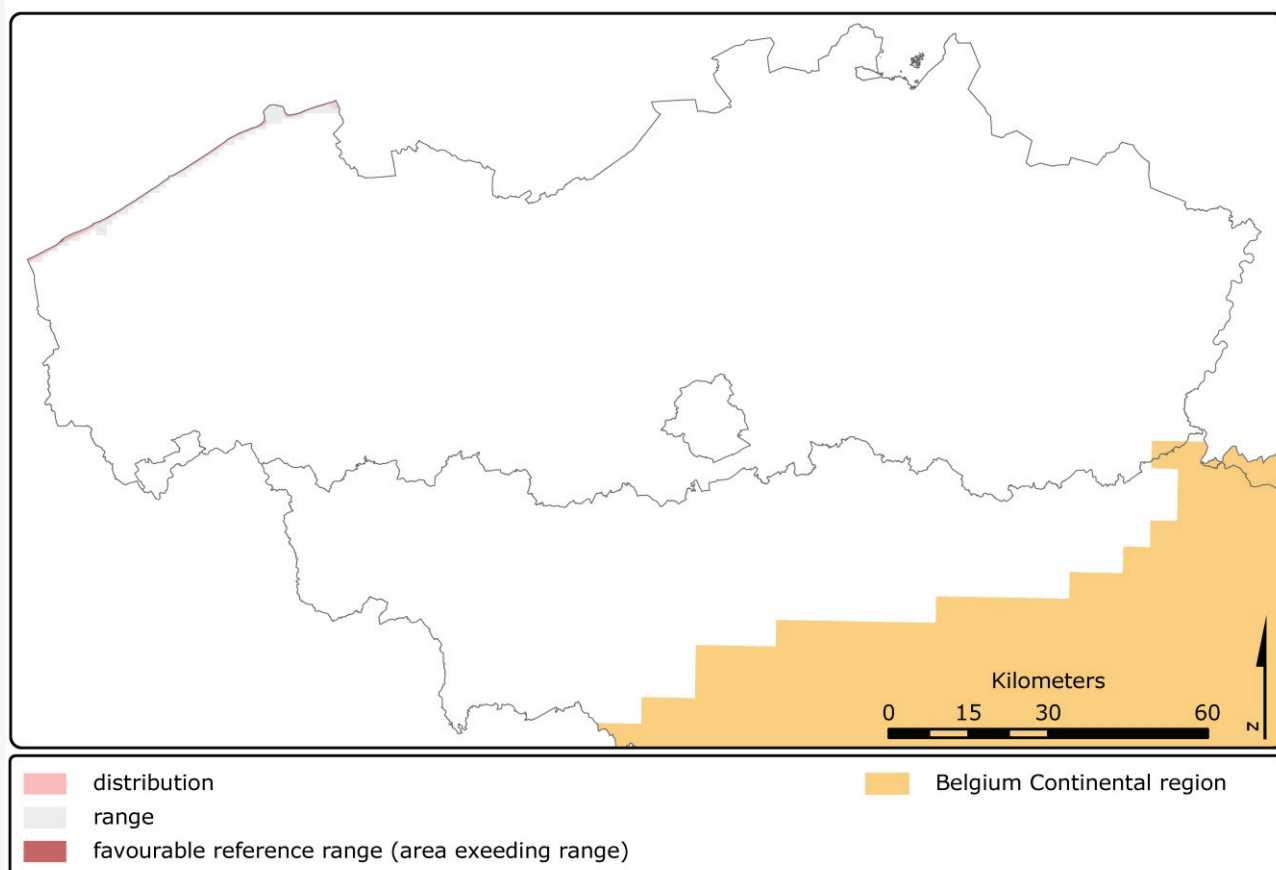 Kilometers
0 15 30 60
N
distribution
range
favourable reference range (area exeeding range)
Belgium Continental region